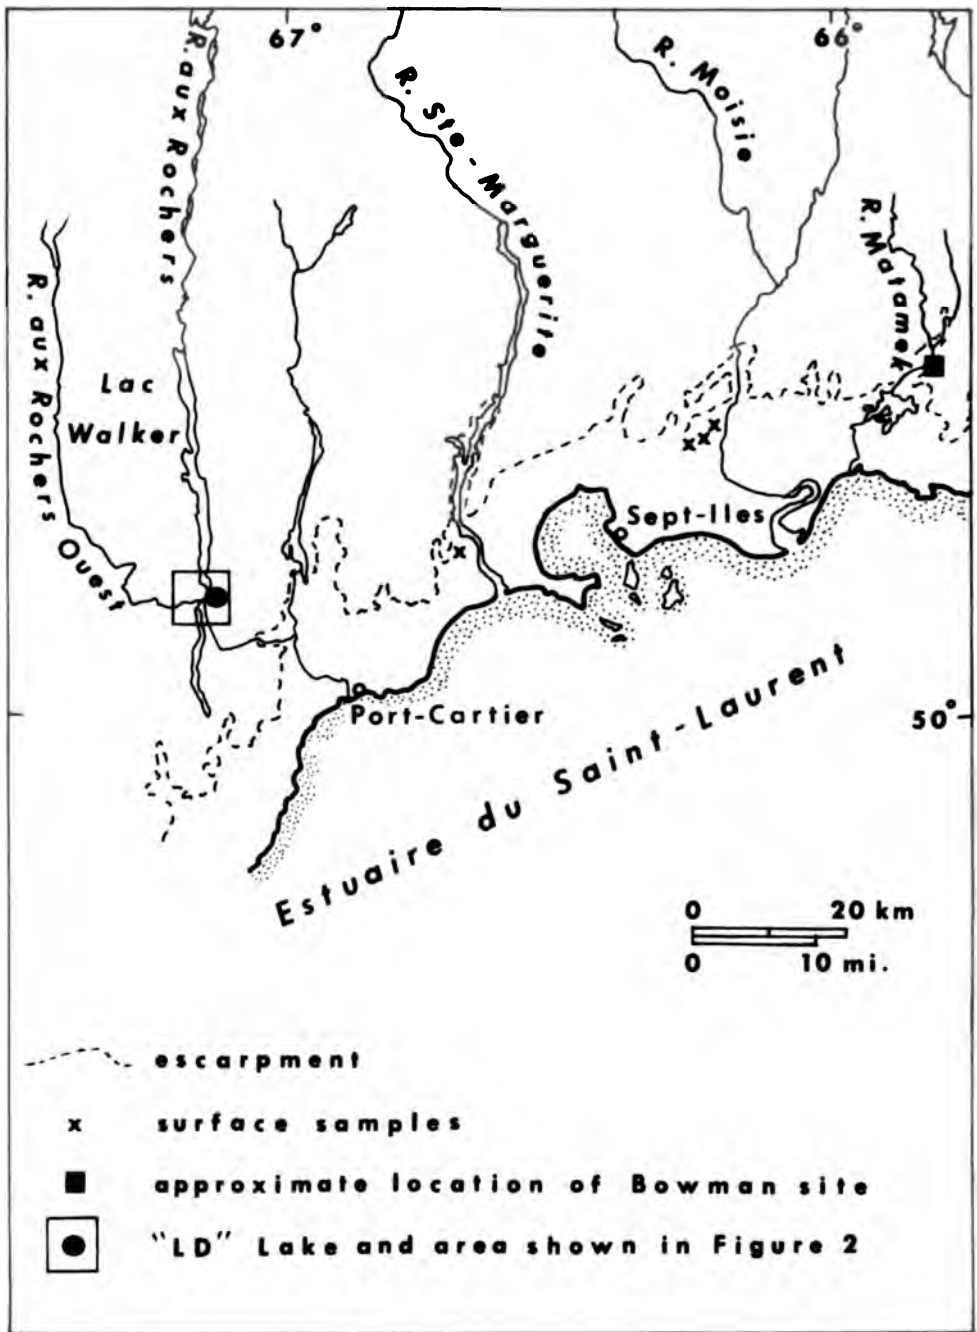 67°
66°
R. aux Rochers
R. Ste-Marguerite
R. Moisie
R. Matamek
R. aux Rochers Ouest
Lac
Walker
Sept-Iles
Port-Cartier
50°
Estuaire du Saint-Laurent
0 20 km
0 10 mi.
escarpment
x surface samples
approximate location of Bowman site
"LD" Lake and area shown in Figure 2